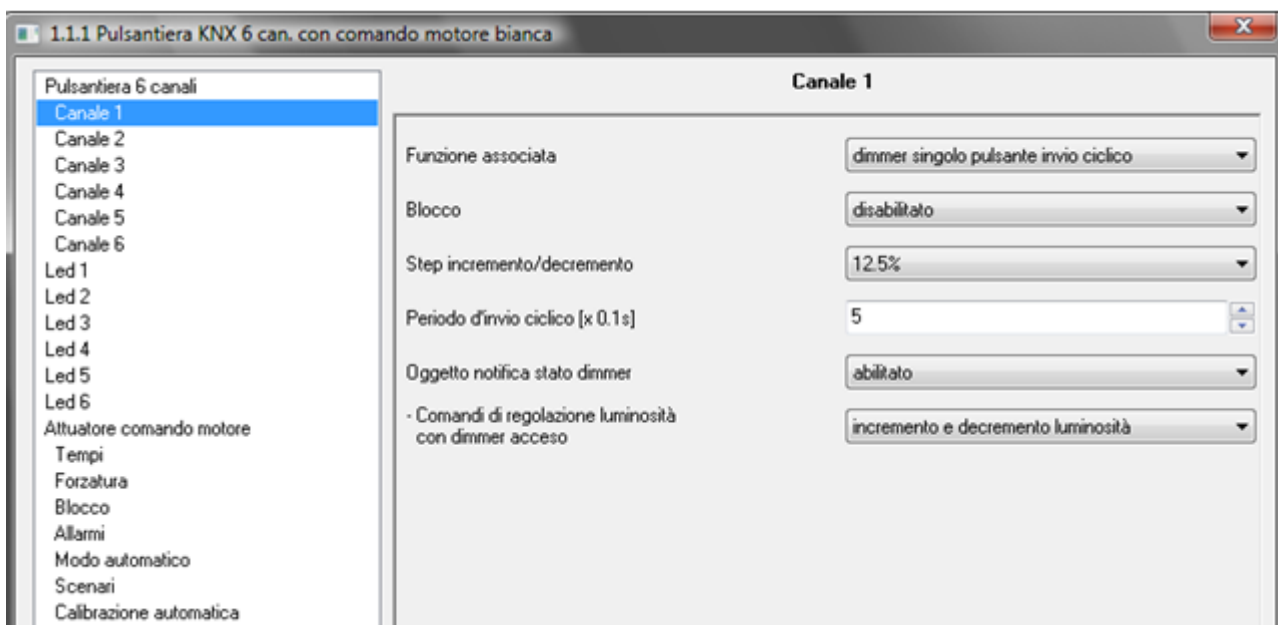 1.1.1 Pulsantiera KNX 6 can. con comando motore bianca
Pulsantiera 6 canali
Canale 1
Canale 2
Canale 3
Canale 4
Canale 5
Canale 6
Led 1
Led 2
Led 3
Led 4
Led 5
Led 6
Attuatore comando motore
Tempi
Forzatura
Blocco
Allarmi
Modo automatico
Scenari
Calibrazione automatica
Canale 1
Funzione associata
dimmer singolo pulsante invio ciclico
Blocco
disabilitato
Step incremento/decremento
12.5%
Periodo d'invio ciclico [x 0.1s]
5
Oggetto notifica stato dimmer
abilitato
- Comandi di regolazione luminosità
con dimmer acceso
incremento e decremento luminosità